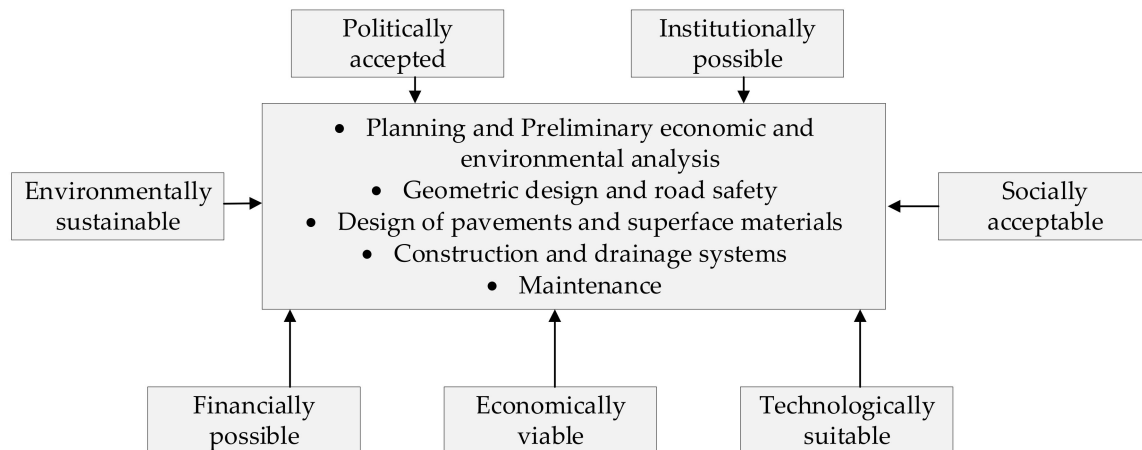 Politically
accepted
Institutionally
possible
• Planning and Preliminary economic and
environmental analysis
• Geometric design and road safety
• Design of pavements and superface materials
• Construction and drainage systems
• Maintenance
Environmentally
sustainable
Socially
acceptable
Financially
possible
Economically
viable
Technologically
suitable